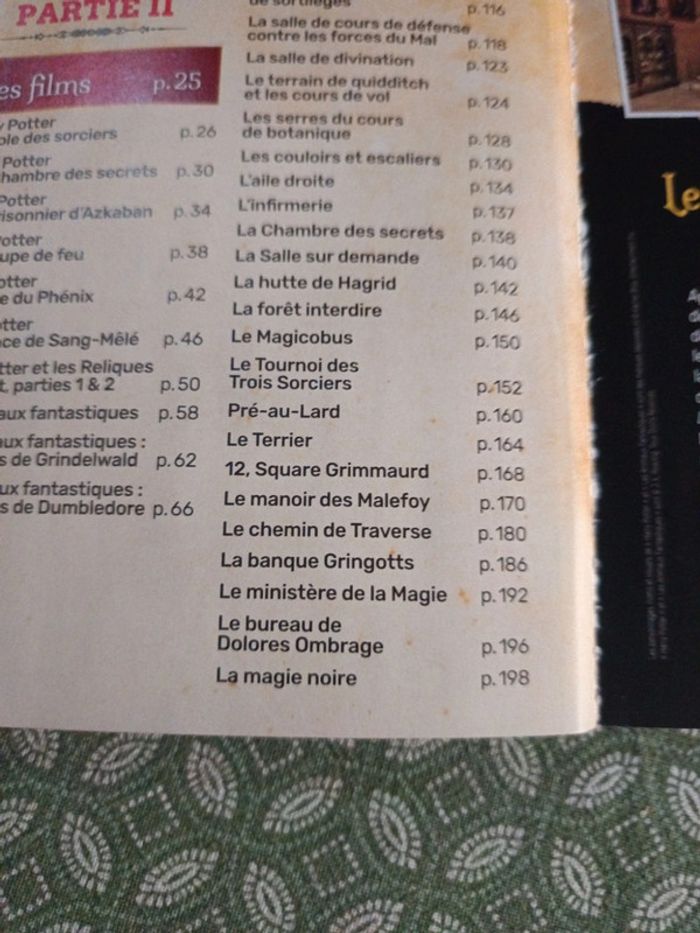 PARTIE II
es films p.25
y Potter
ole des sorciers p.26
Potter
hambre des secrets p.30
Potter
risonnier d'Azkaban p.34
otter
upe de feu p.38
otter
e du Phénix p.42
tter
ce de Sang-Mêlé p.46
tter et les Reliques
t, parties 1 & 2 p.50
aux fantastiques p.58
aux fantastiques :
s de Grindelwald p.62
ux fantastiques :
s de Dumbledore p.66
de sortilèges p.116
La salle de cours de défense
contre les forces du Mal p.118
La salle de divination p.123
Le terrain de quidditch
et les cours de vol p.124
Les serres du cours
de botanique p.128
Les couloirs et escaliers p.130
L'aile droite p.134
L'infirmerie p.137
La Chambre des secrets p.138
La Salle sur demande p.140
La hutte de Hagrid p.142
La forêt interdire p.146
Le Magicobus p.150
Le Tournoi des
Trois Sorciers p.152
Pré-au-Lard p.160
Le Terrier p.164
12, Square Grimmaurd p.168
Le manoir des Malefoy p.170
Le chemin de Traverse p.180
La banque Gringotts p.186
Le ministère de la Magie p.192
Le bureau de
Dolores Ombrage p.196
La magie noire p.198
Le